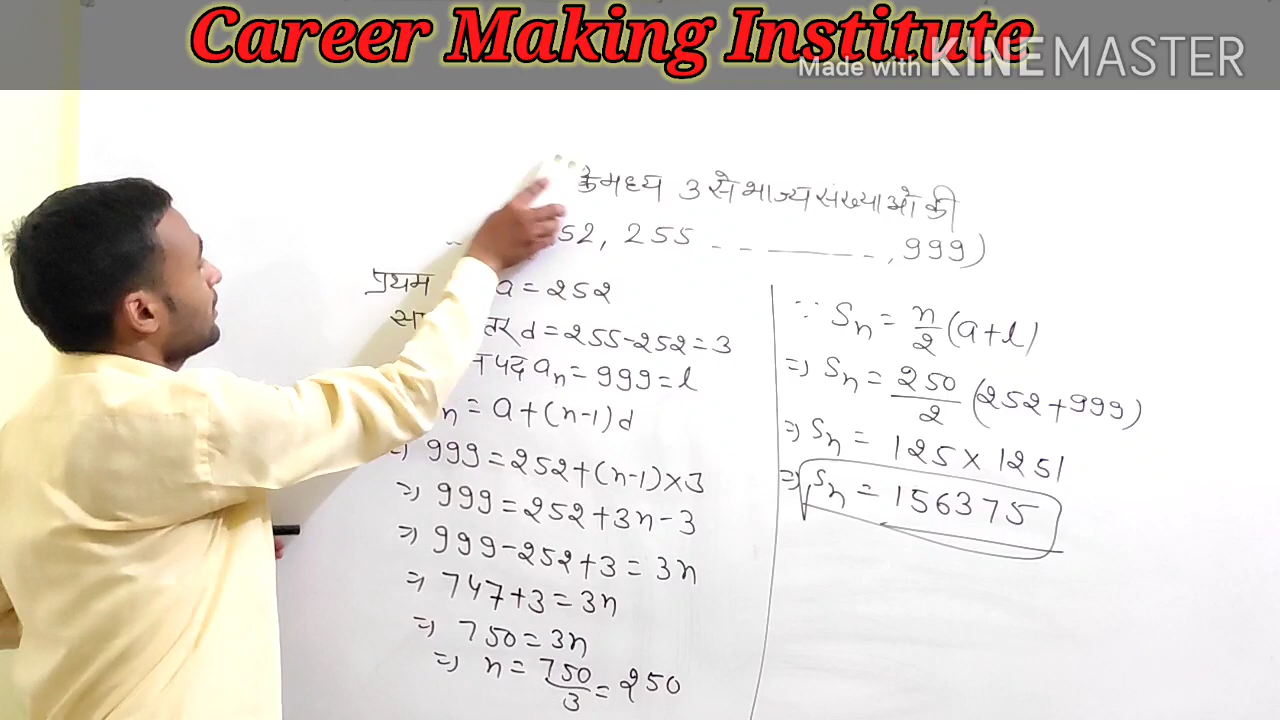 Career Making Institute
Made with KINEMASTER
के मध्य 3 से भाज्य संख्याओं की
52, 255 - - ———— -, 999)
प्रथम a = 252
d = 255-252 = 3
पद an = 999 = l
n = a + (n-1) d
999 = 252 + (n-1) × 3
⇒ 999 = 252 + 3n - 3
⇒ 999 - 252 + 3 = 3n
⇒ 747 + 3 = 3n
⇒ 750 = 3n
⇒ n = 750/3 = 250
∵ Sn = n/2 (a + l)
⇒ Sn = 250/2 (252 + 999)
⇒ Sn = 125 × 1251
⇒ Sn = 156375